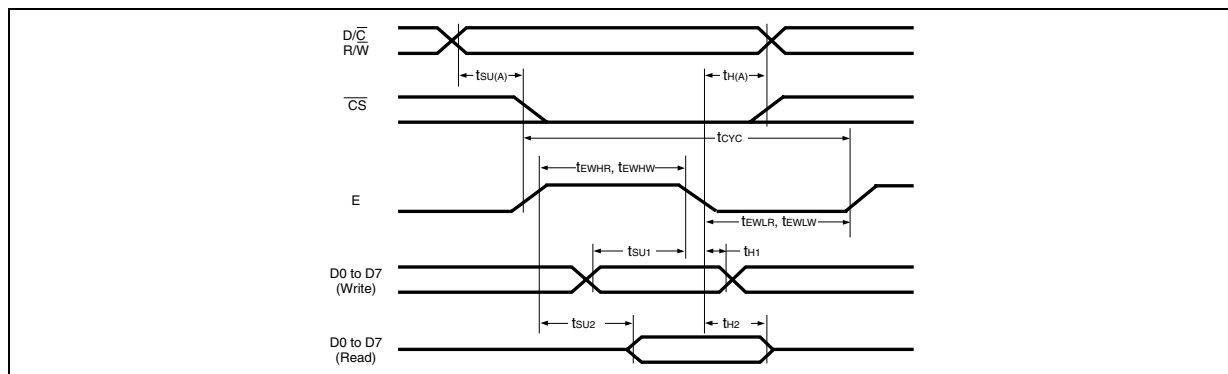 D/C̅
R/W̅
tSU(A)
tH(A)
C̅S̅
tCYC
tEWHR, tEWHW
E
tEWLR, tEWLW
tSU1
tH1
D0 to D7
(Write)
tSU2
tH2
D0 to D7
(Read)